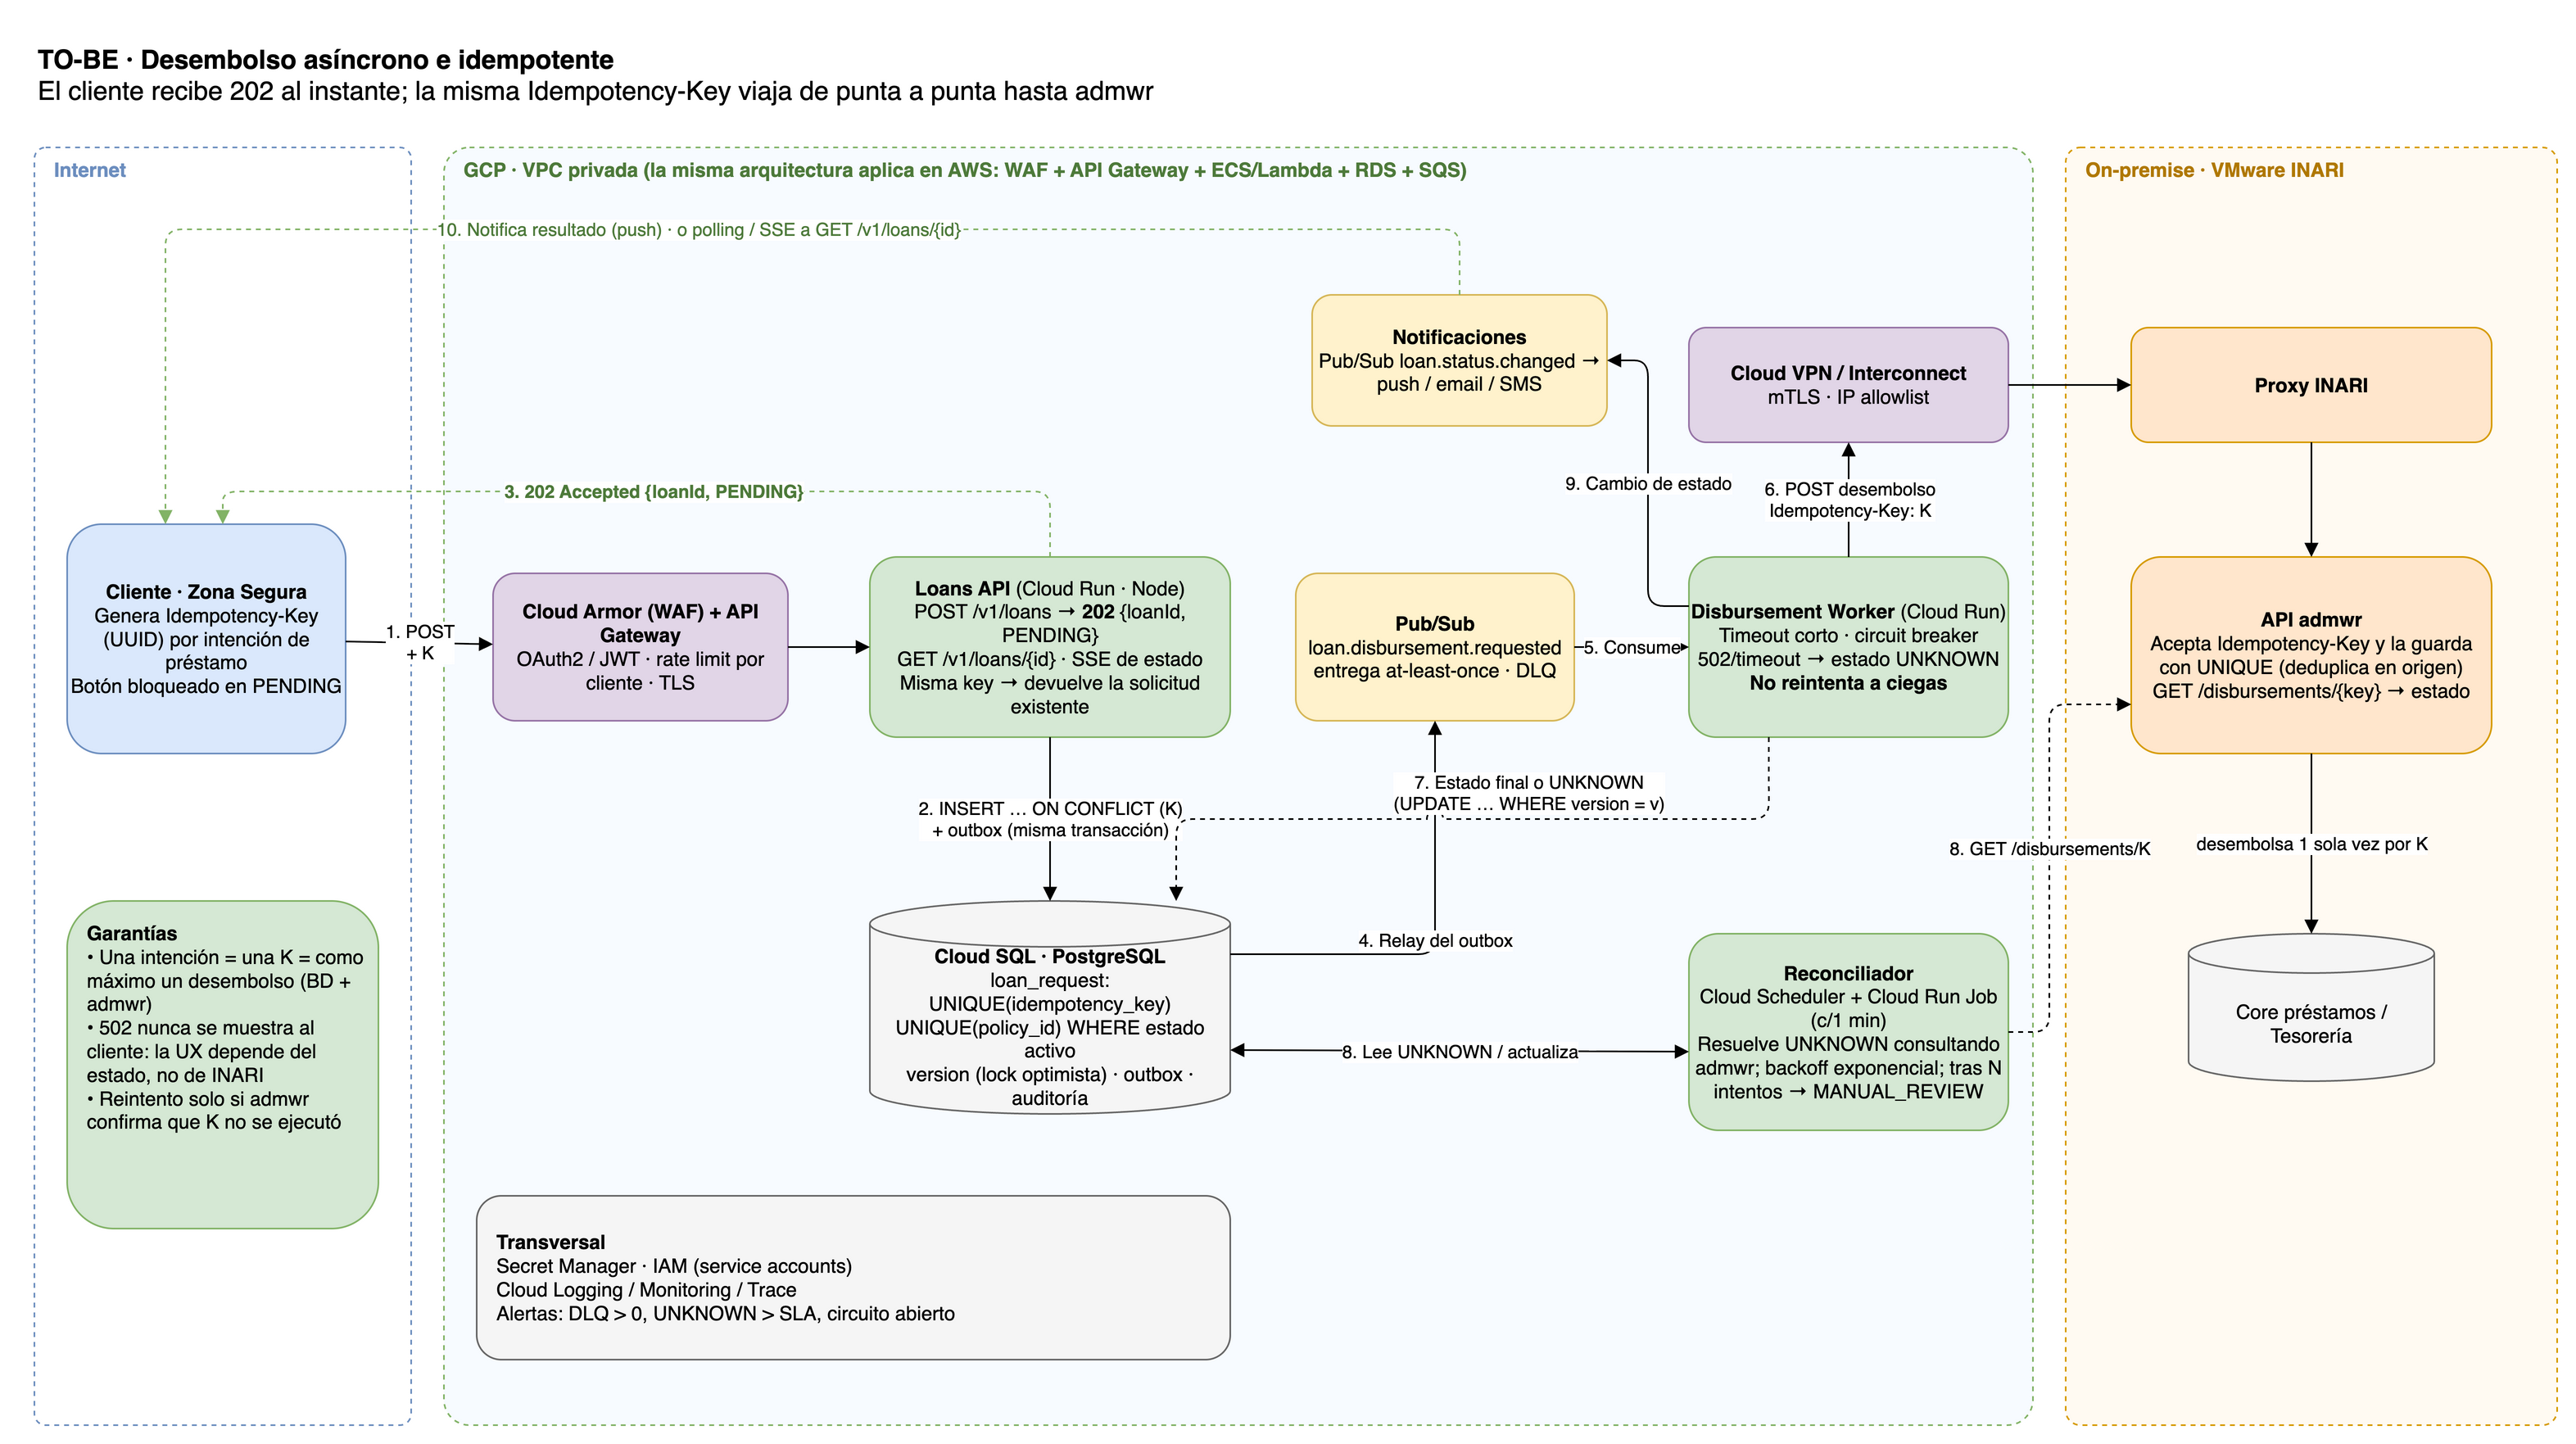 TO-BE · Desembolso asíncrono e idempotente
El cliente recibe 202 al instante; la misma Idempotency-Key viaja de punta a punta hasta admwr
Internet
GCP · VPC privada (la misma arquitectura aplica en AWS: WAF + API Gateway + ECS/Lambda + RDS + SQS)
On-premise · VMware INARI
10. Notifica resultado (push) · o polling / SSE a GET /v1/loans/{id}
Notificaciones
Pub/Sub loan.status.changed →
push / email / SMS
Cloud VPN / Interconnect
mTLS · IP allowlist
Proxy INARI
3. 202 Accepted {loanId, PENDING}
9. Cambio de estado
6. POST desembolso
Idempotency-Key: K
Cliente · Zona Segura
Genera Idempotency-Key
(UUID) por intención de
préstamo
Botón bloqueado en PENDING
1. POST
+ K
Cloud Armor (WAF) + API
Gateway
OAuth2 / JWT · rate limit por
cliente · TLS
Loans API (Cloud Run · Node)
POST /v1/loans → 202 {loanId,
PENDING}
GET /v1/loans/{id} · SSE de estado
Misma key → devuelve la solicitud
existente
Pub/Sub
loan.disbursement.requested
entrega at-least-once · DLQ
5. Consume
Disbursement Worker (Cloud Run)
Timeout corto · circuit breaker
502/timeout → estado UNKNOWN
No reintenta a ciegas
API admwr
Acepta Idempotency-Key y la guarda
con UNIQUE (deduplica en origen)
GET /disbursements/{key} → estado
2. INSERT … ON CONFLICT (K)
+ outbox (misma transacción)
7. Estado final o UNKNOWN
(UPDATE … WHERE version = v)
8. GET /disbursements/K
desembolsa 1 sola vez por K
Garantías
• Una intención = una K = como
máximo un desembolso (BD +
admwr)
• 502 nunca se muestra al
cliente: la UX depende del
estado, no de INARI
• Reintento solo si admwr
confirma que K no se ejecutó
Cloud SQL · PostgreSQL
loan_request:
UNIQUE(idempotency_key)
UNIQUE(policy_id) WHERE estado
activo
version (lock optimista) · outbox ·
auditoría
4. Relay del outbox
8. Lee UNKNOWN / actualiza
Reconciliador
Cloud Scheduler + Cloud Run Job
(c/1 min)
Resuelve UNKNOWN consultando
admwr; backoff exponencial; tras N
intentos → MANUAL_REVIEW
Core préstamos /
Tesorería
Transversal
Secret Manager · IAM (service accounts)
Cloud Logging / Monitoring / Trace
Alertas: DLQ > 0, UNKNOWN > SLA, circuito abierto